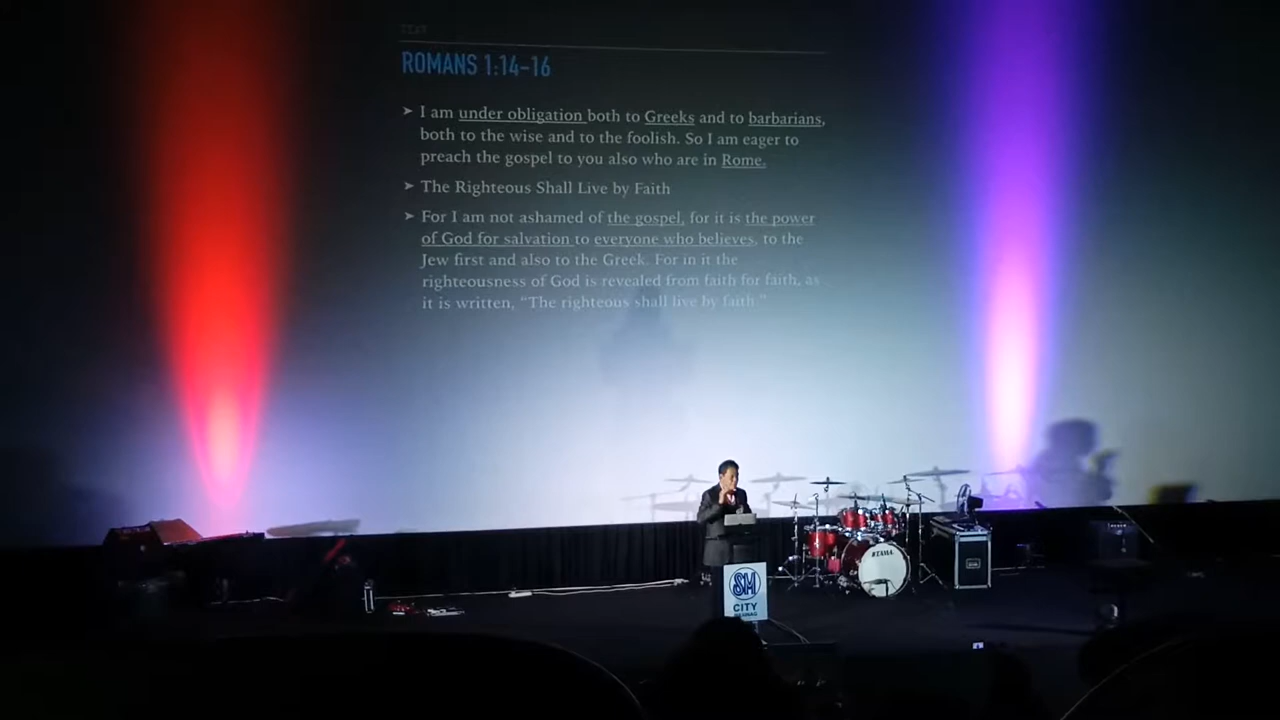 TEXT
ROMANS 1:14-16
➤ I am under obligation both to Greeks and to barbarians,
both to the wise and to the foolish. So I am eager to
preach the gospel to you also who are in Rome.
➤ The Righteous Shall Live by Faith
➤ For I am not ashamed of the gospel, for it is the power
of God for salvation to everyone who believes, to the
Jew first and also to the Greek. For in it the
righteousness of God is revealed from faith for faith, as
it is written, “The righteous shall live by faith.”
TAMA
SM
CITY